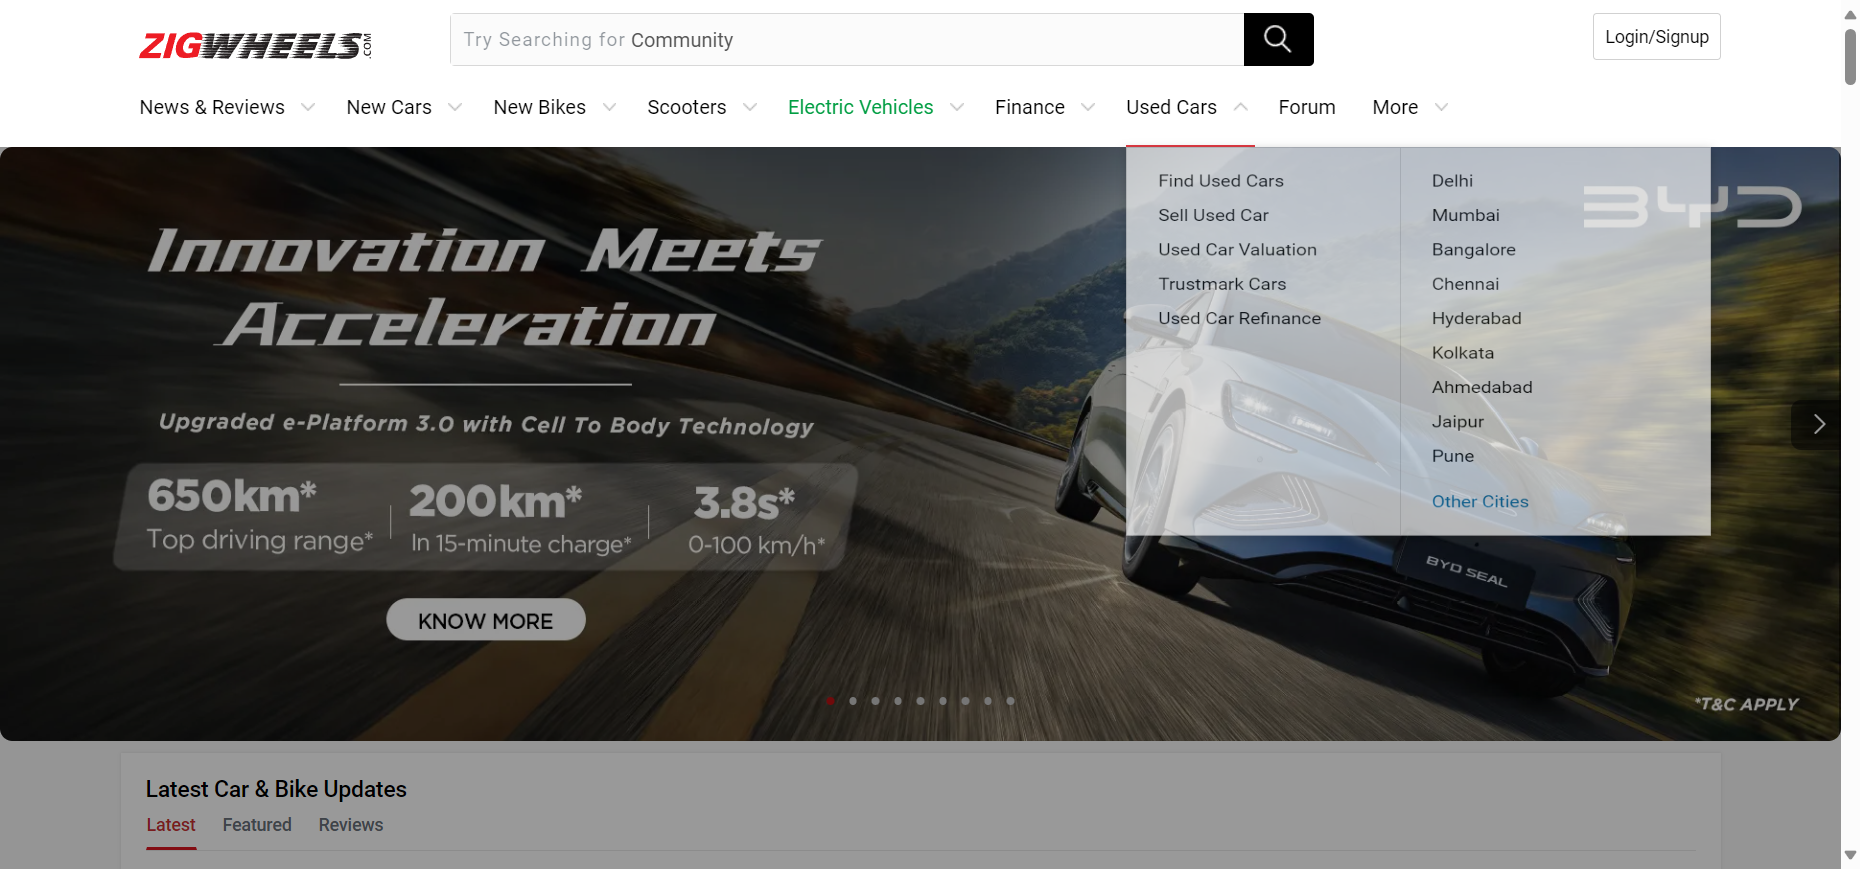 ZIGWHEELS.COM
Try Searching for Community
Login/Signup
News & Reviews New Cars New Bikes Scooters Electric Vehicles Finance Used Cars Forum More
Find Used Cars
Sell Used Car
Used Car Valuation
Trustmark Cars
Used Car Refinance
Delhi
Mumbai
Bangalore
Chennai
Hyderabad
Kolkata
Ahmedabad
Jaipur
Pune
Other Cities
BYD
Innovation Meets
Acceleration
Upgraded e-Platform 3.0 with Cell To Body Technology
650km* 200km* 3.8s*
Top driving range* In 15-minute charge* 0-100 km/h*
KNOW MORE
BYD SEAL
*T&C APPLY
Latest Car & Bike Updates
Latest Featured Reviews